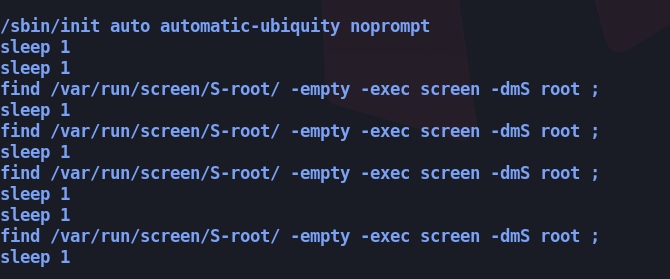 /sbin/init auto automatic-ubiquity noprompt
sleep 1
sleep 1
find /var/run/screen/S-root/ -empty -exec screen -dmS root ;
sleep 1
find /var/run/screen/S-root/ -empty -exec screen -dmS root ;
sleep 1
find /var/run/screen/S-root/ -empty -exec screen -dmS root ;
sleep 1
sleep 1
find /var/run/screen/S-root/ -empty -exec screen -dmS root ;
sleep 1